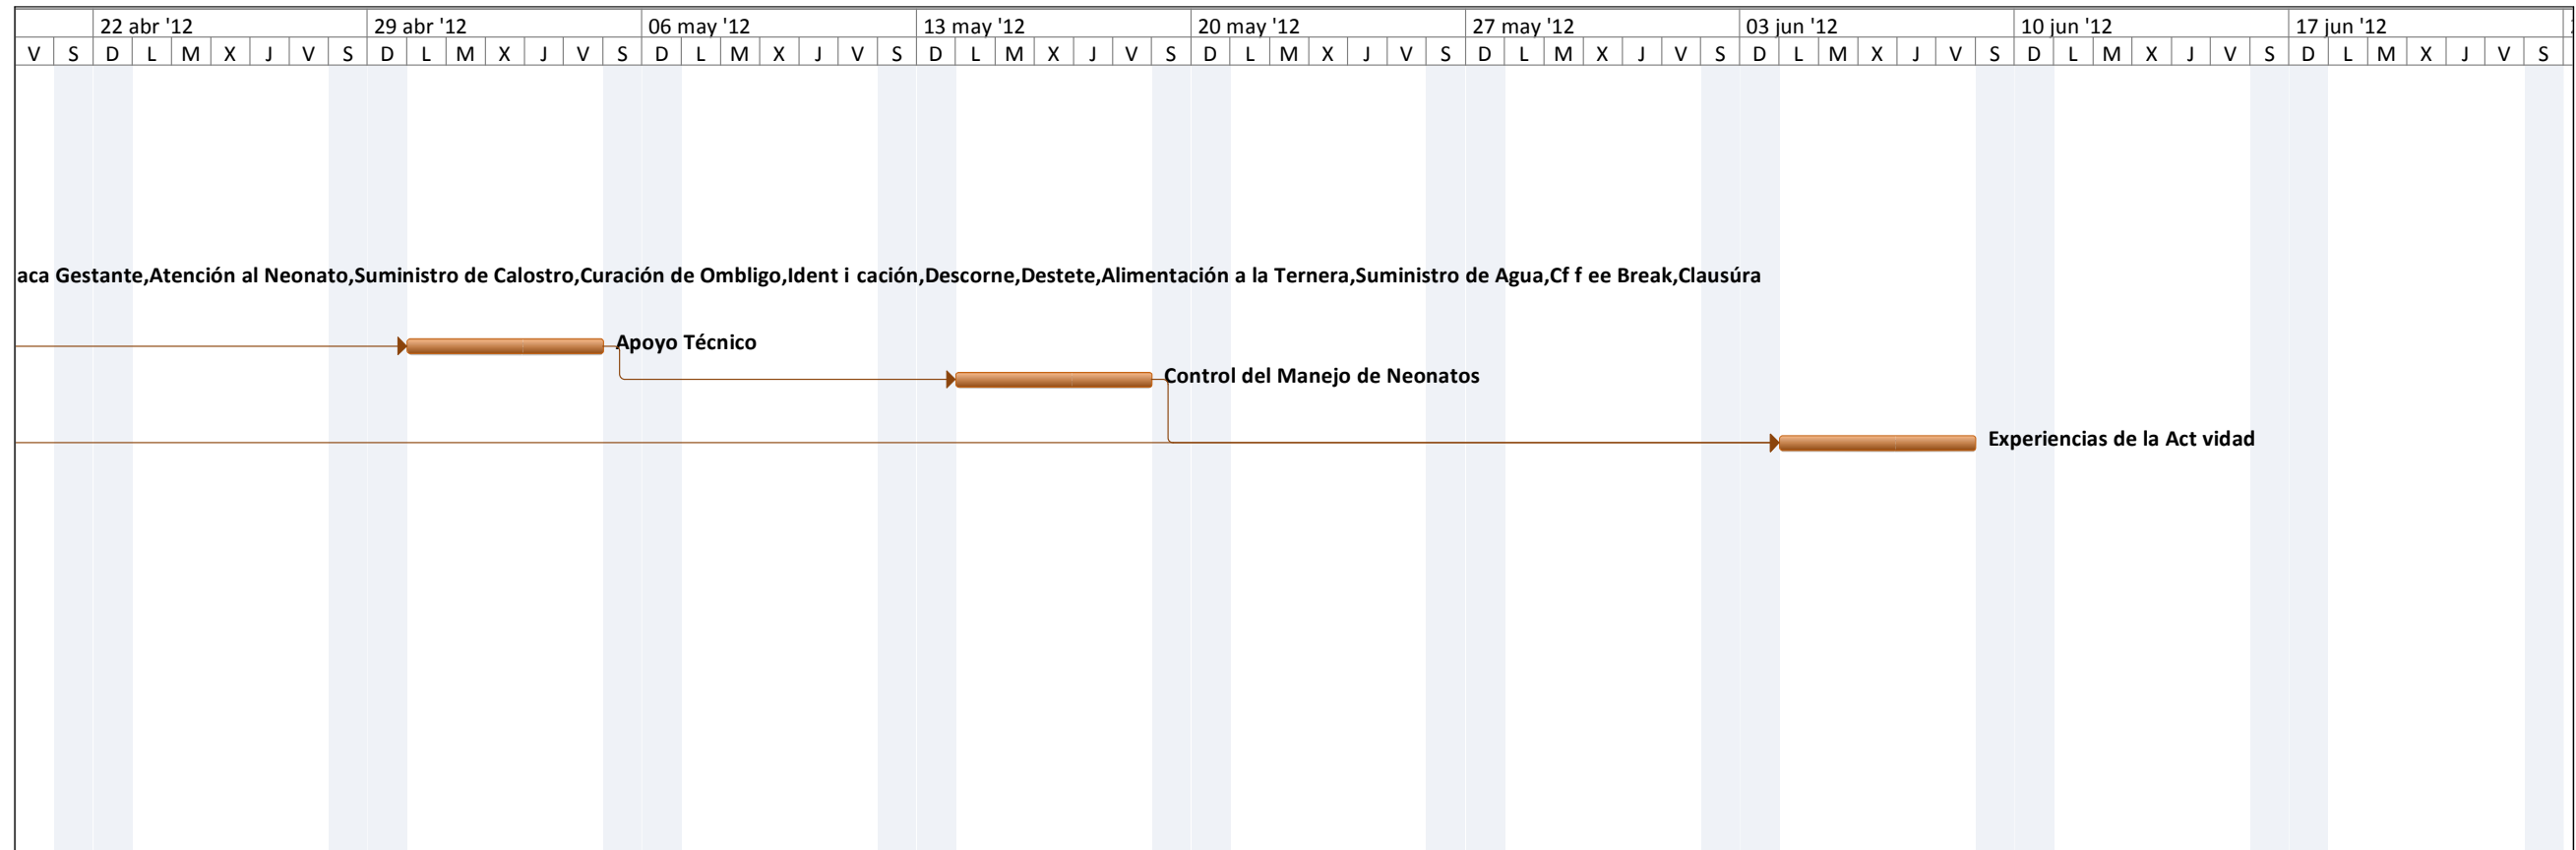 22 abr '12 29 abr '12 06 may '12 13 may '12 20 may '12 27 may '12 03 jun '12 10 jun '12 17 jun '12
V S D L M X J V S D L M X J V S D L M X J V S D L M X J V S D L M X J V S D L M X J V S D L M X J V S D L M X J V S D L M X J V S
aca Gestante,Atención al Neonato,Suministro de Calostro,Curación de Ombligo,Ident i cación,Descorne,Destete,Alimentación a la Ternera,Suministro de Agua,Cf f ee Break,Clausúra
Apoyo Técnico
Control del Manejo de Neonatos
Experiencias de la Act vidad